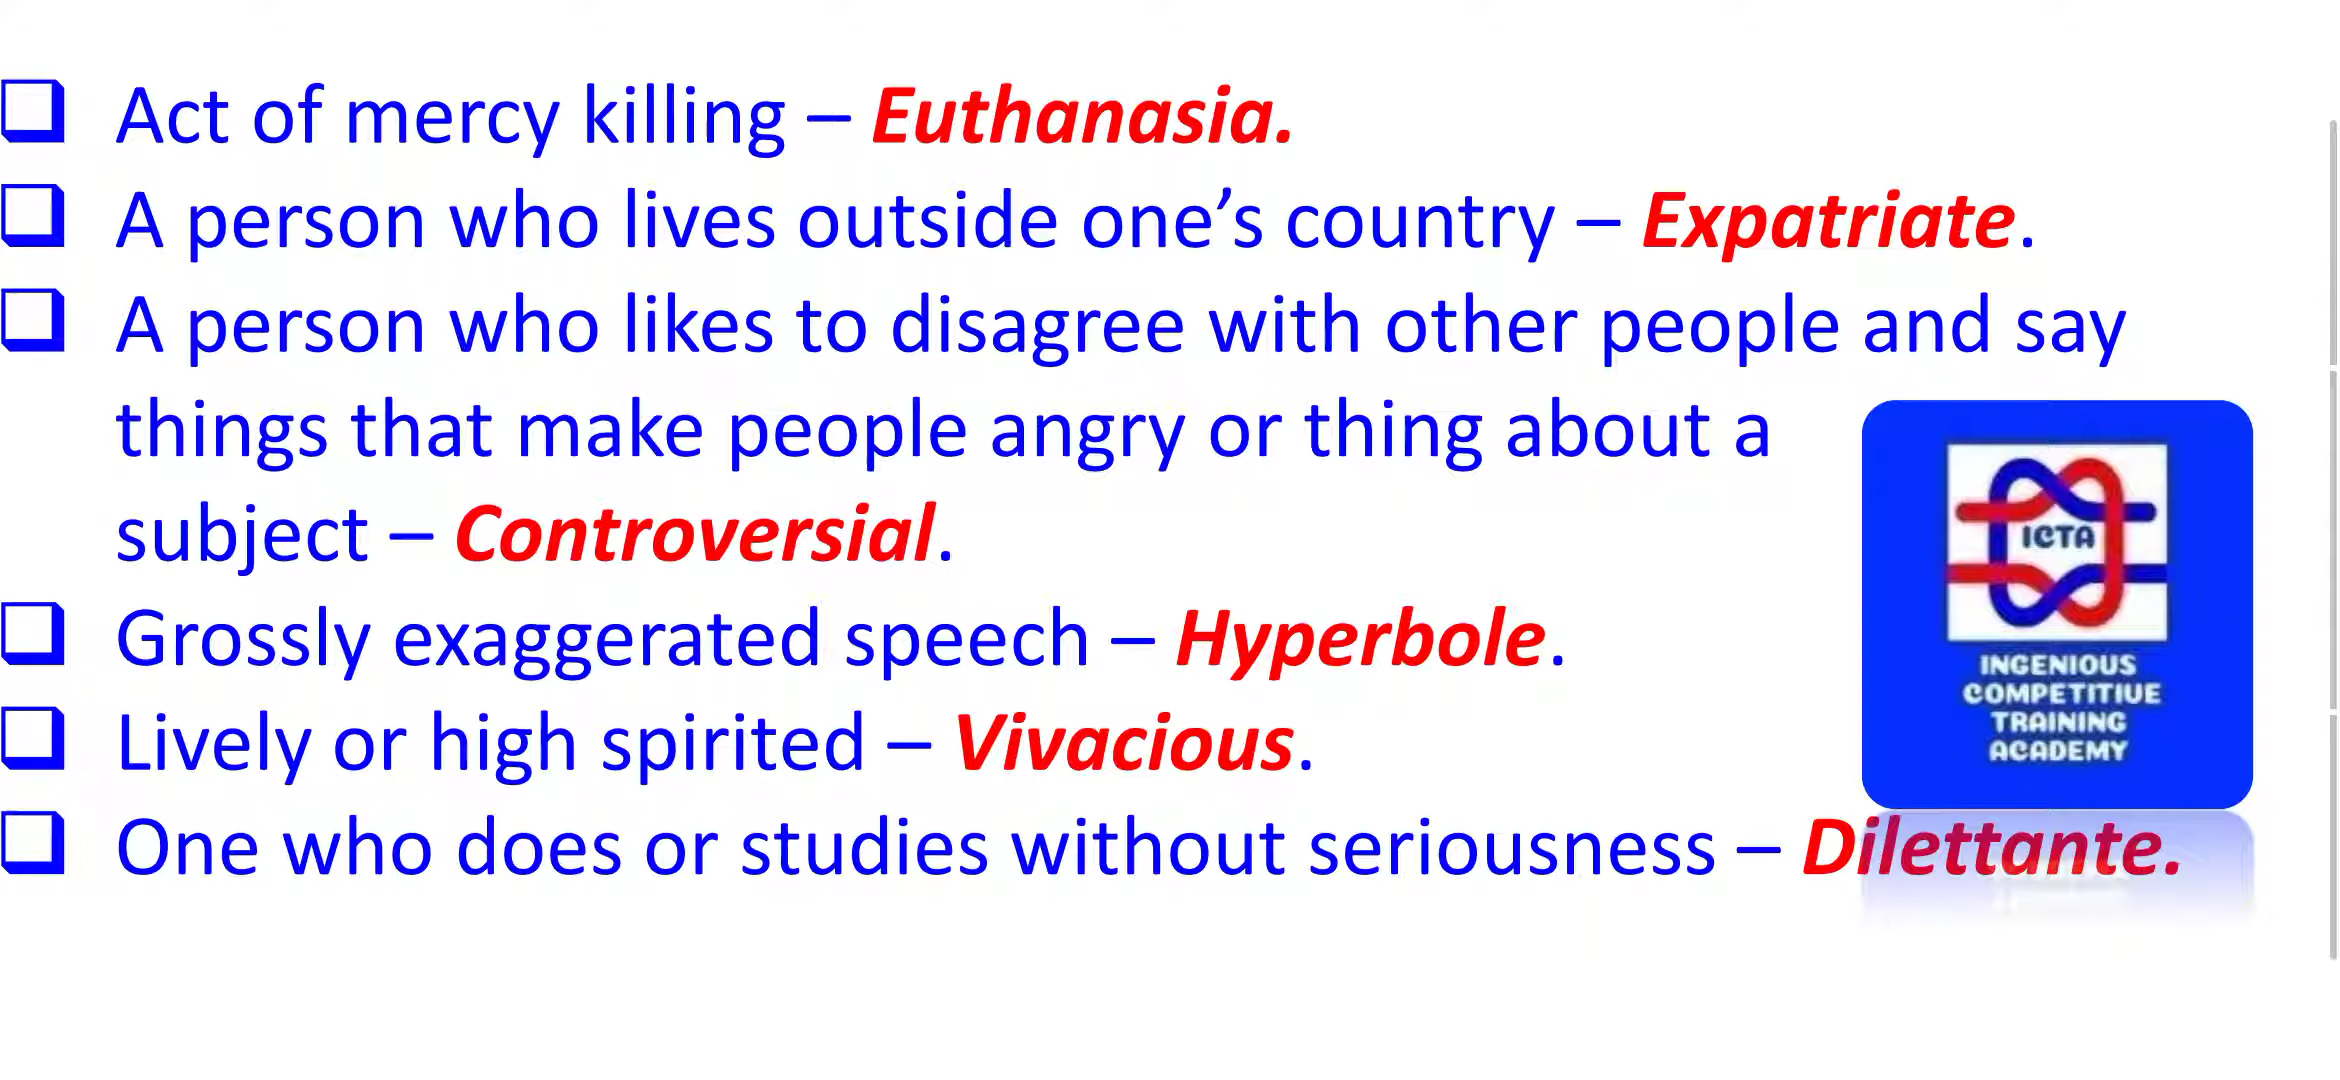 Act of mercy killing – Euthanasia.
A person who lives outside one’s country – Expatriate.
A person who likes to disagree with other people and say
things that make people angry or thing about a
subject – Controversial.
Grossly exaggerated speech – Hyperbole.
Lively or high spirited – Vivacious.
One who does or studies without seriousness – Dilettante.
ICTA
INGENIOUS
COMPETITIUE
TRAINING
ACADEMY